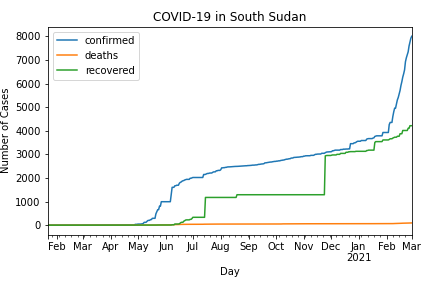 COVID-19 in South Sudan
confirmed
deaths
recovered
8000
7000
6000
5000
4000
3000
2000
1000
0
Number of Cases
Feb Mar Apr May Jun Jul Aug Sep Oct Nov Dec Jan Feb Mar
2021
Day